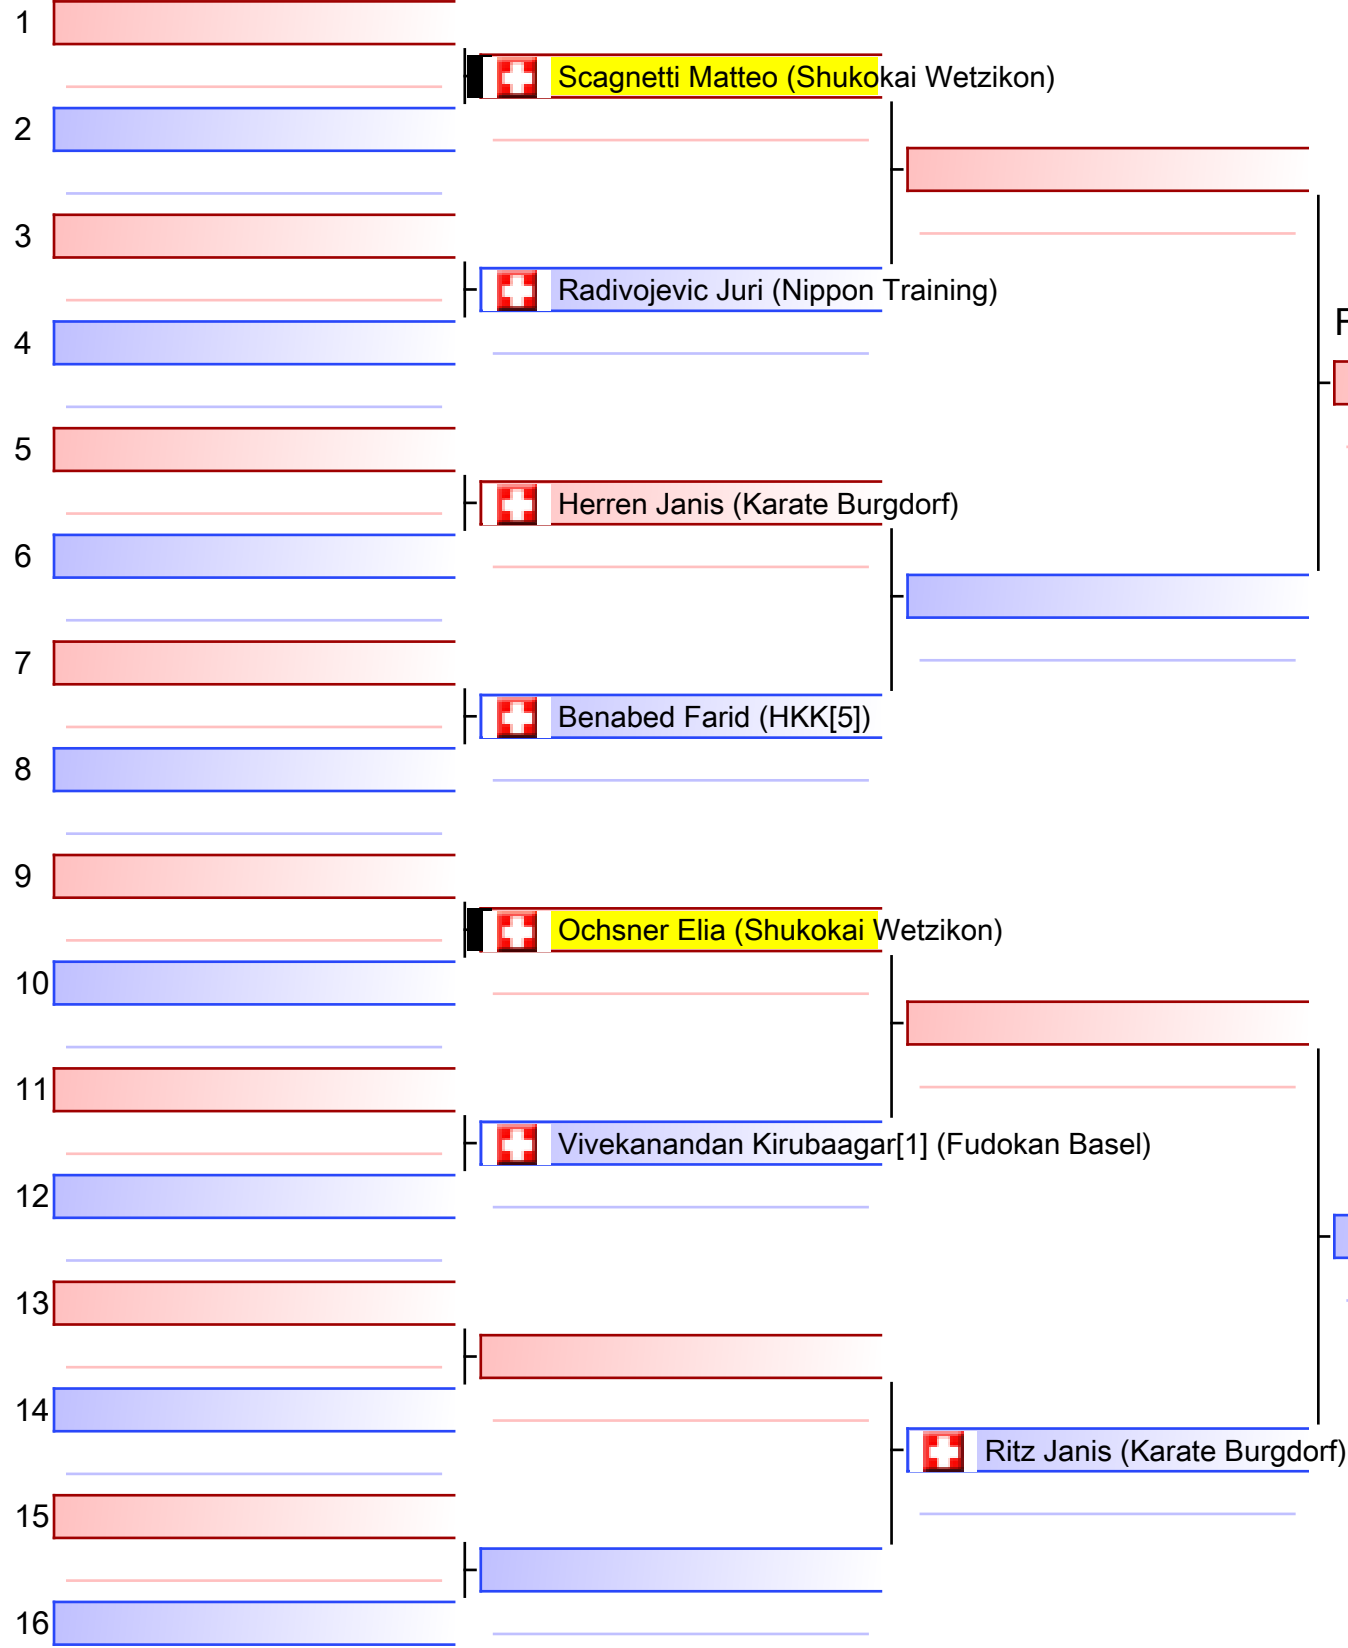 1
Scagnetti Matteo (Shukokai Wetzikon)
2
3
Radivojevic Juri (Nippon Training)
4
5
Herren Janis (Karate Burgdorf)
6
7
Benabed Farid (HKK[5])
8
9
Ochsner Elia (Shukokai Wetzikon)
10
11
Vivekanandan Kirubaagar[1] (Fudokan Basel)
12
13
14
Ritz Janis (Karate Burgdorf)
15
16